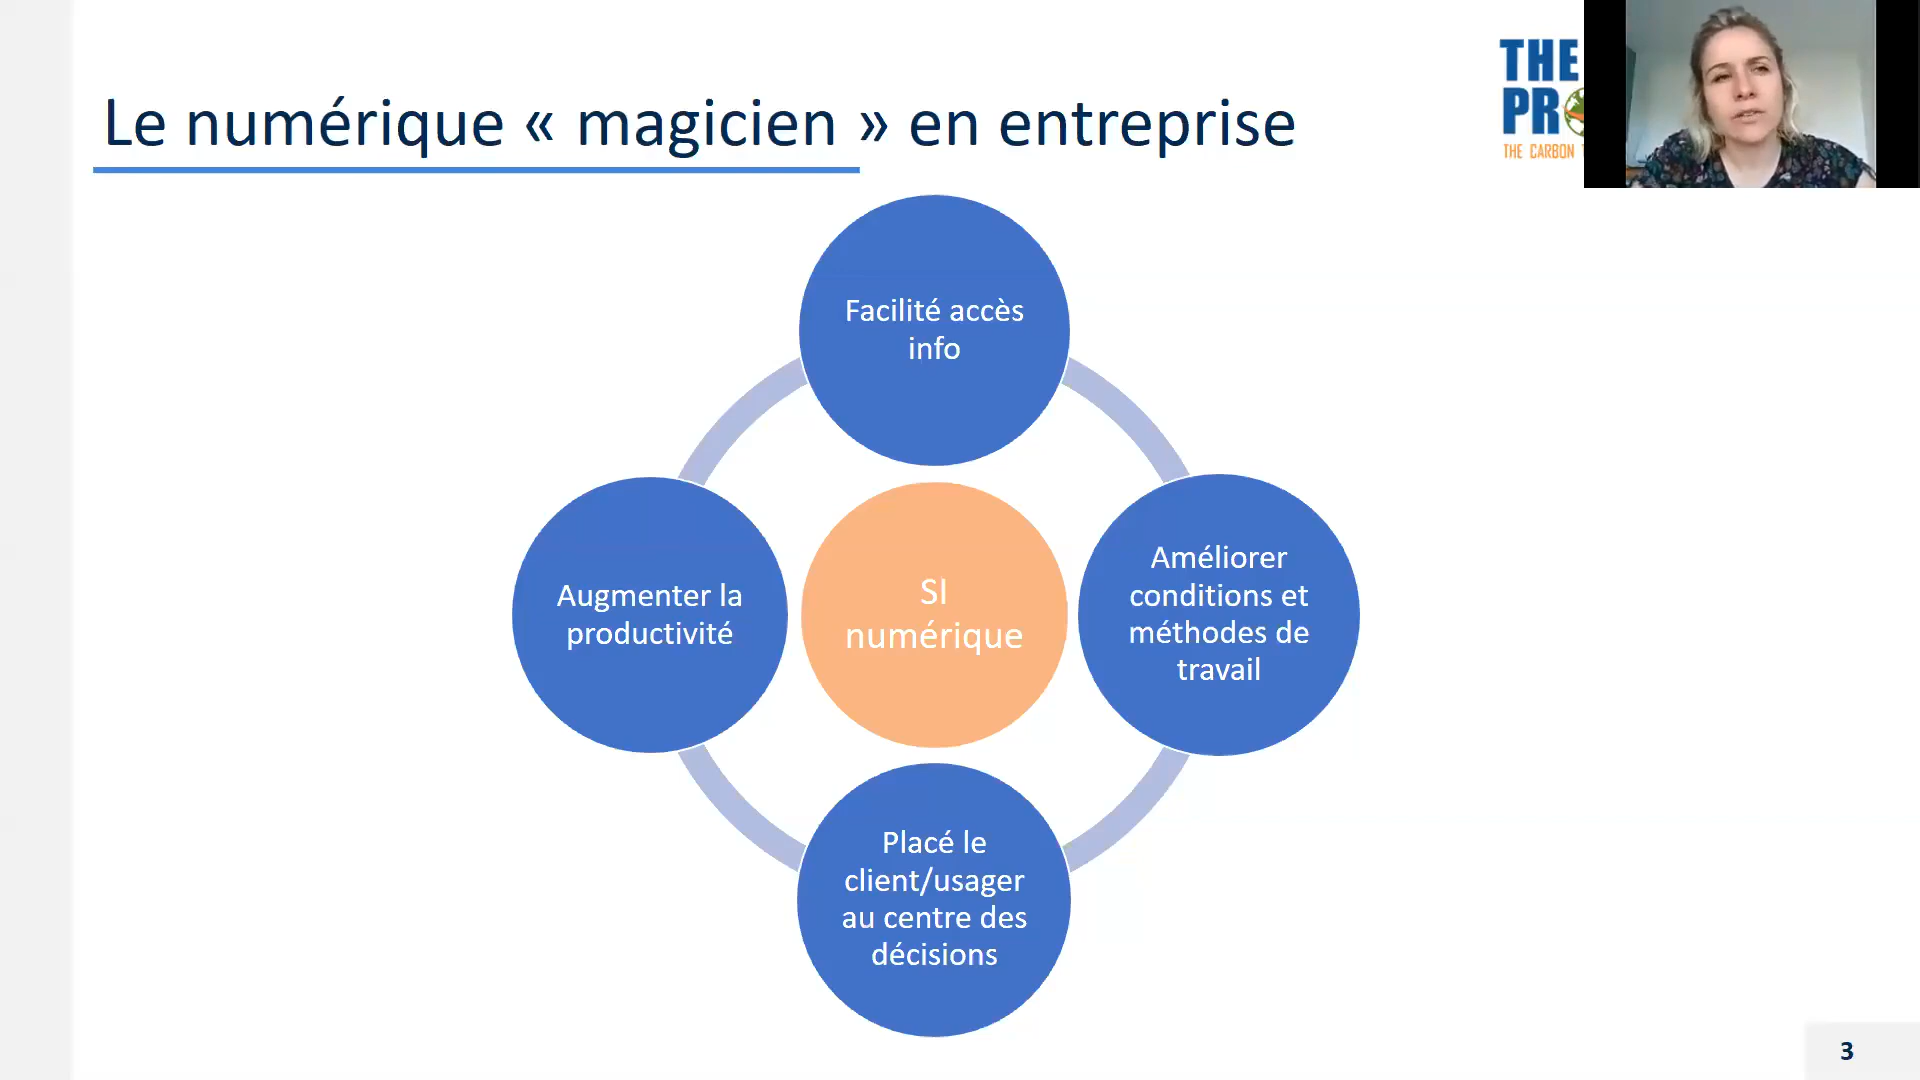 Le numérique « magicien » en entreprise
THE
PR
THE CARBON
Facilité accès
info
Augmenter la
productivité
SI
numérique
Améliorer
conditions et
méthodes de
travail
Placé le
client/usager
au centre des
décisions
3